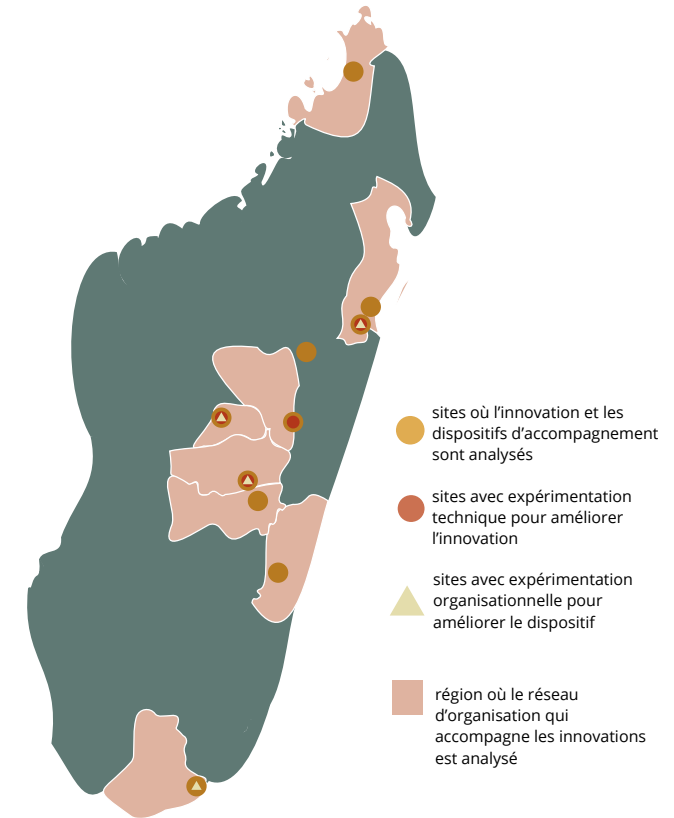 sites où l’innovation et les
dispositifs d’accompagnement
sont analysés
sites avec expérimentation
technique pour améliorer
l’innovation
sites avec expérimentation
organisationnelle pour
améliorer le dispositif
région où le réseau
d’organisation qui
accompagne les innovations
est analysé